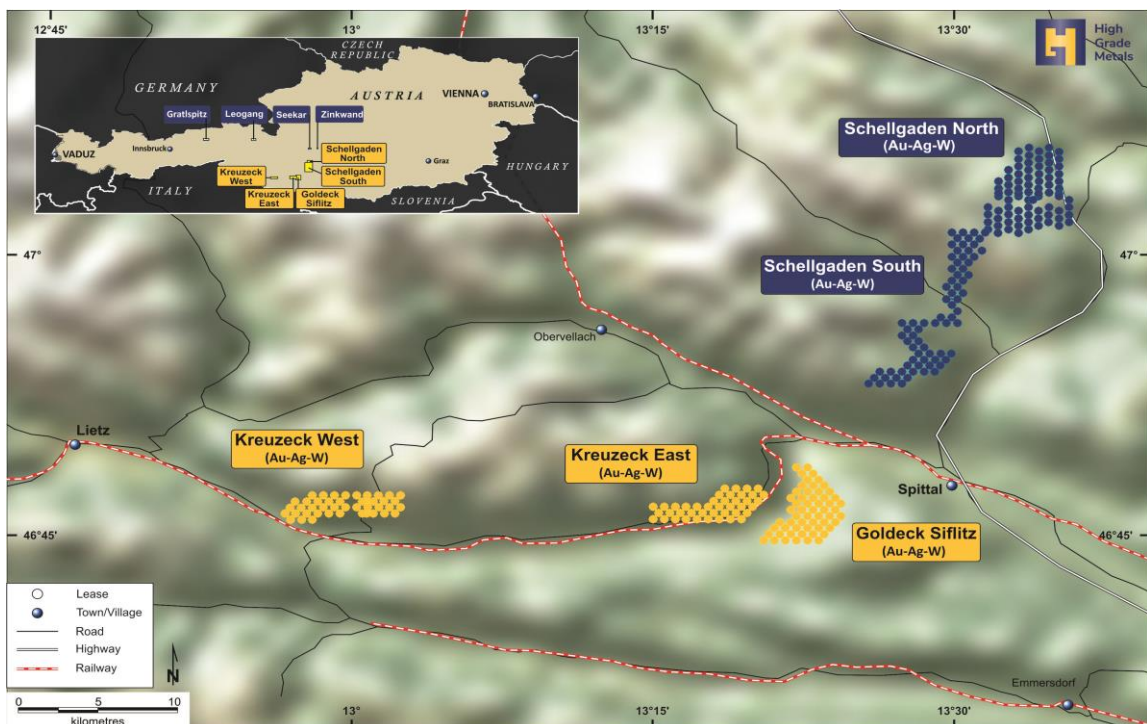 12°45'
13°
13°15'
13°30'
High
Grade
Metals
CZECH
REPUBLIC
GERMANY
VIENNA
AUSTRIA
BRATISLAVA
Gratlspitz
Leogang
Seekar
Zinkwand
VADUZ
Innsbruck
Schellgaden
North
Graz
HUNGARY
ITALY
Kreuzeck
West
Schellgaden
South
Kreuzeck
East
Goldeck
Siflitz
SLOVENIA
Schellgaden North
(Au-Ag-W)
47°
47°
Schellgaden South
(Au-Ag-W)
Obervellach
Lietz
Kreuzeck West
(Au-Ag-W)
Kreuzeck East
(Au-Ag-W)
Spittal
46°45'
46°45'
Goldeck Siflitz
(Au-Ag-W)
Lease
Town/Village
Road
Highway
Railway
N
0 5 10
kilometres
Emmersdorf
13°
13°15'
13°30'